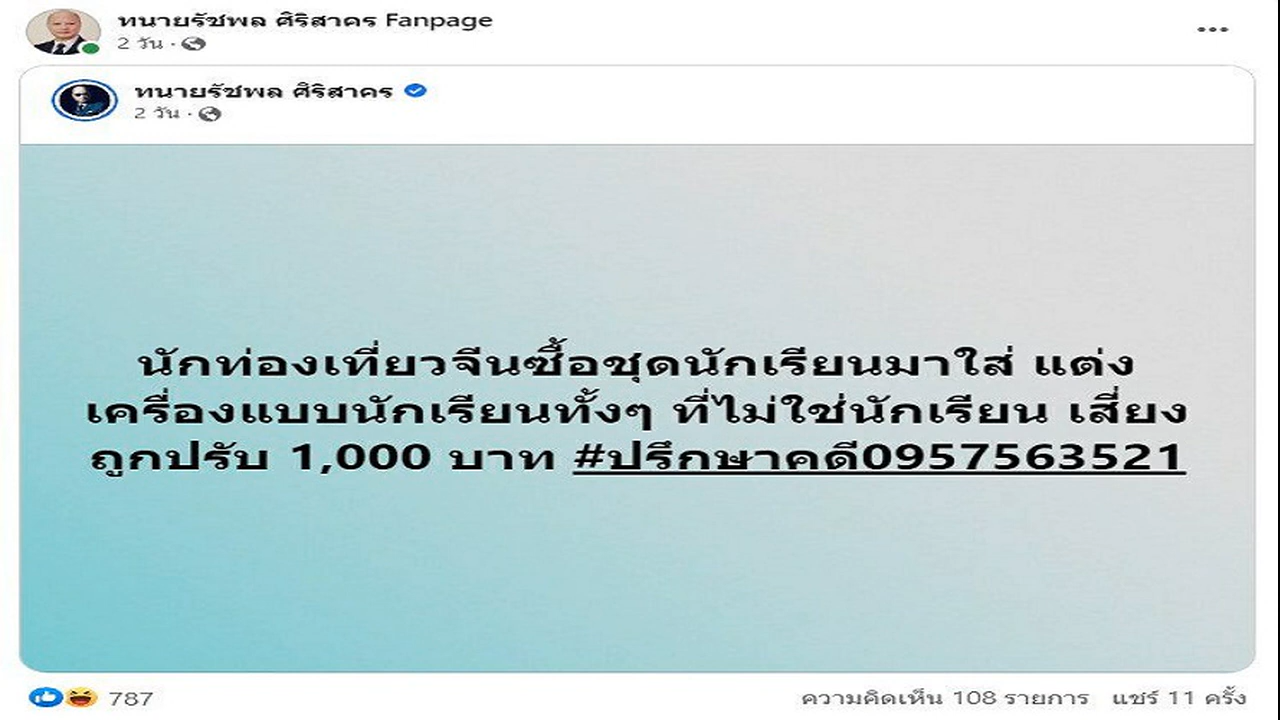 ทนายรัชพล ศิริสาคร Fanpage
2 วัน ·
ทนายรัชพล ศิริสาคร
2 วัน ·
นักท่องเที่ยวจีนซื้อชุดนักเรียนมาใส่ แต่ง
เครื่องแบบนักเรียนทั้งๆ ที่ไม่ใช่นักเรียน เสี่ยง
ถูกปรับ 1,000 บาท #ปรึกษาคดี0957563521
787
ความคิดเห็น 108 รายการ แชร์ 11 ครั้ง